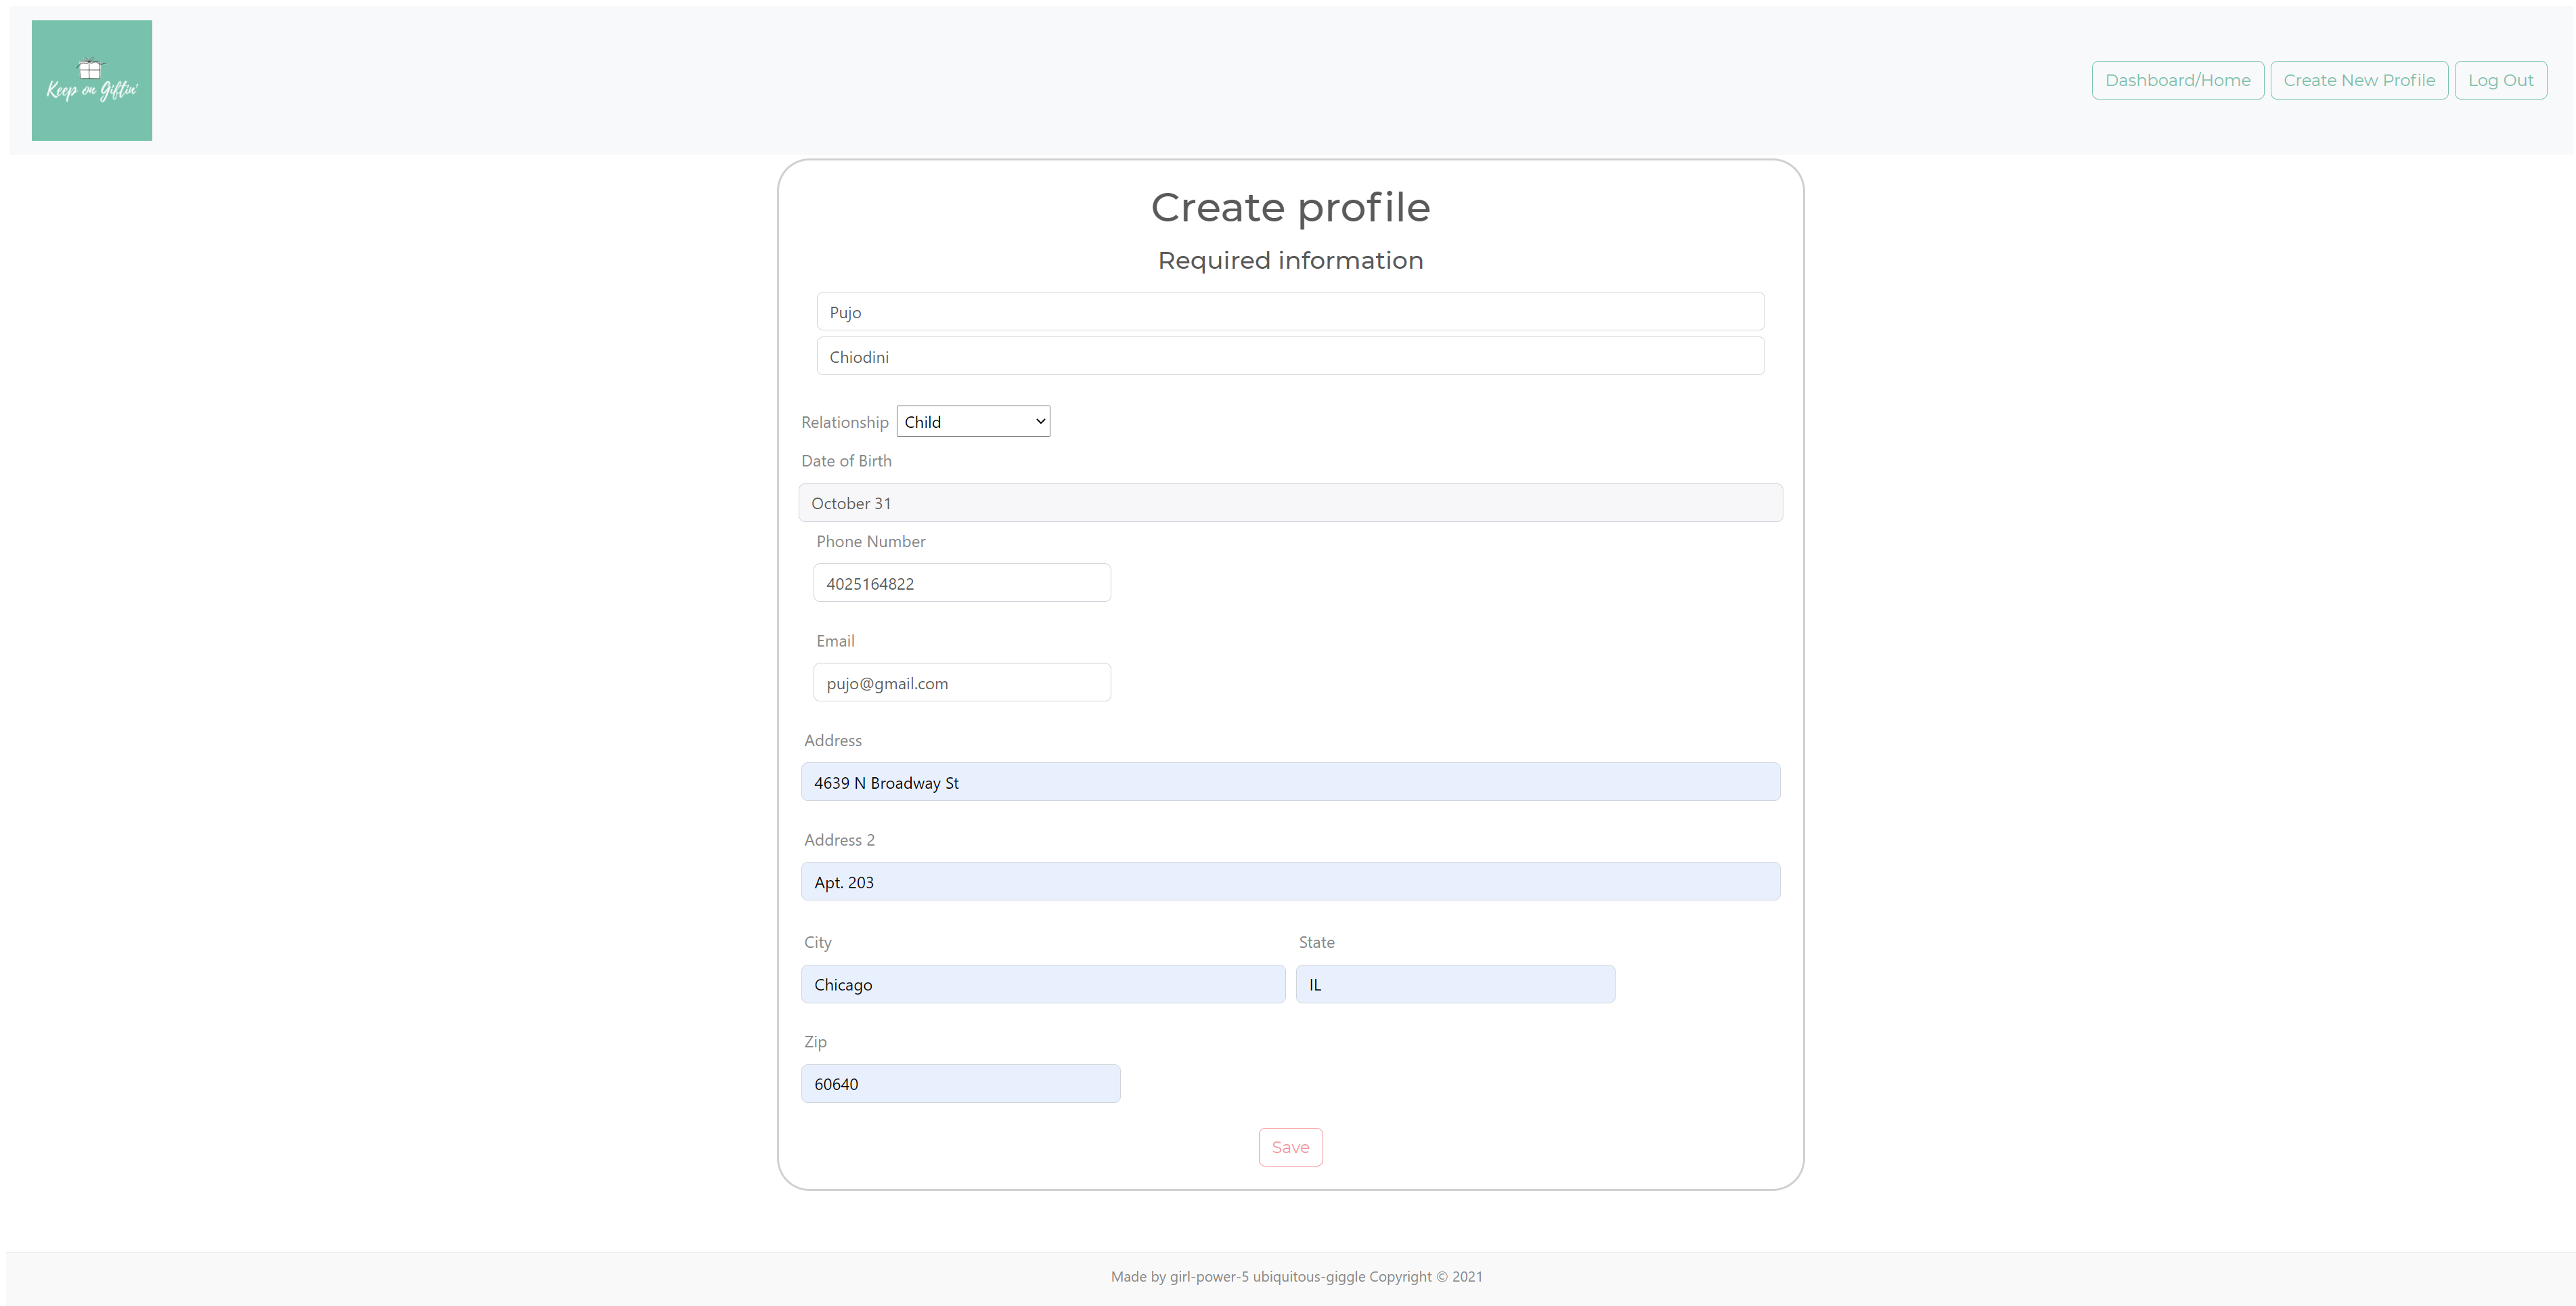 Keep on Giftin'
Dashboard/Home
Create New Profile
Log Out
Create profile
Required information
Pujo
Chiodini
Relationship Child
Date of Birth
October 31
Phone Number
4025164822
Email
pujo@gmail.com
Address
4639 N Broadway St
Address 2
Apt. 203
City
State
Chicago
IL
Zip
60640
Save
Made by girl-power-5 ubiquitous-giggle Copyright © 2021